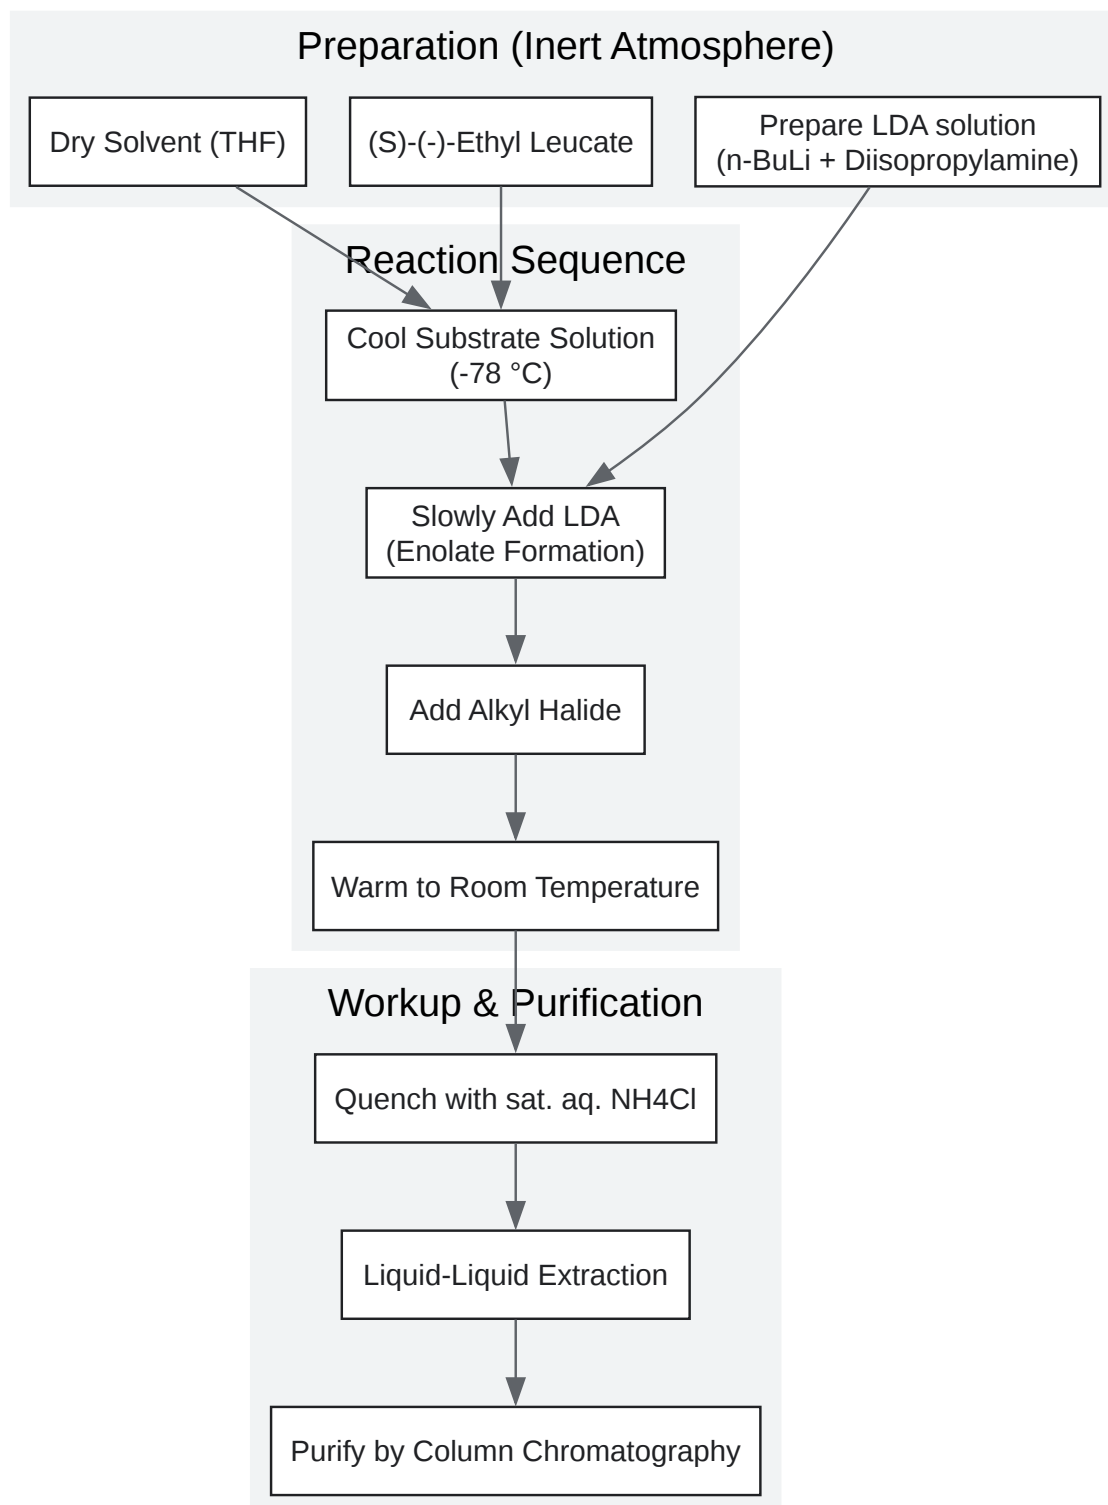 Preparation (Inert Atmosphere)
Dry Solvent (THF)
(S)-(-)-Ethyl Leucate
Prepare LDA solution
(n-BuLi + Diisopropylamine)
Reaction Sequence
Cool Substrate Solution
(-78 °C)
Slowly Add LDA
(Enolate Formation)
Add Alkyl Halide
Warm to Room Temperature
Workup & Purification
Quench with sat. aq. NH4Cl
Liquid-Liquid Extraction
Purify by Column Chromatography